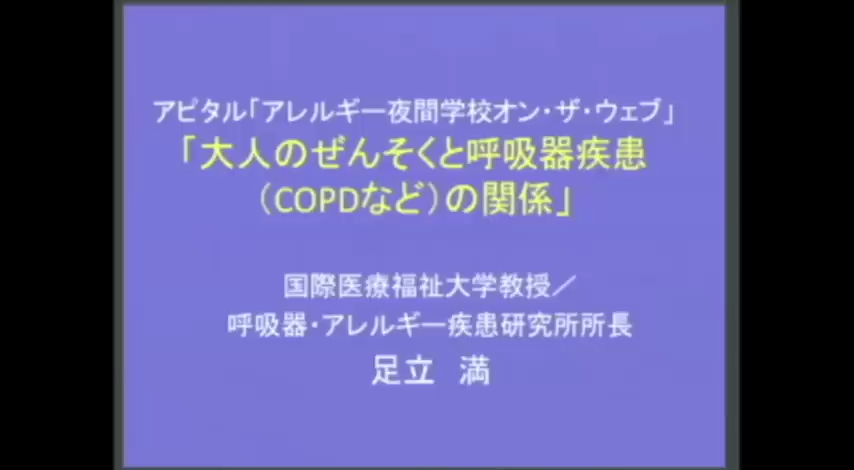 アピタル「アレルギー夜間学校オン・ザ・ウェブ」
「大人のぜんそくと呼吸器疾患
（COPDなど）の関係」
国際医療福祉大学教授／
呼吸器・アレルギー疾患研究所所長
足立　満